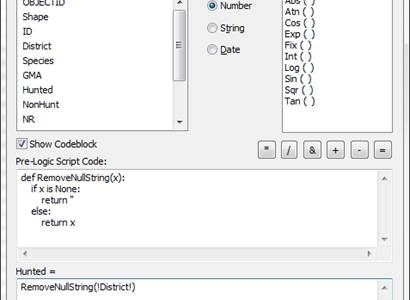 OBJECTID
Shape
ID
District
Species
GMA
Hunted
NonHunt
NR
Number
String
Date
Abs ( )
Atn ( )
Cos ( )
Exp ( )
Fix ( )
Int ( )
Log ( )
Sin ( )
Sqr ( )
Tan ( )
Show Codeblock
* / & + - =
Pre-Logic Script Code:
def RemoveNullString(x):
if x is None:
return ''
else:
return x
Hunted =
RemoveNullString(!District!)